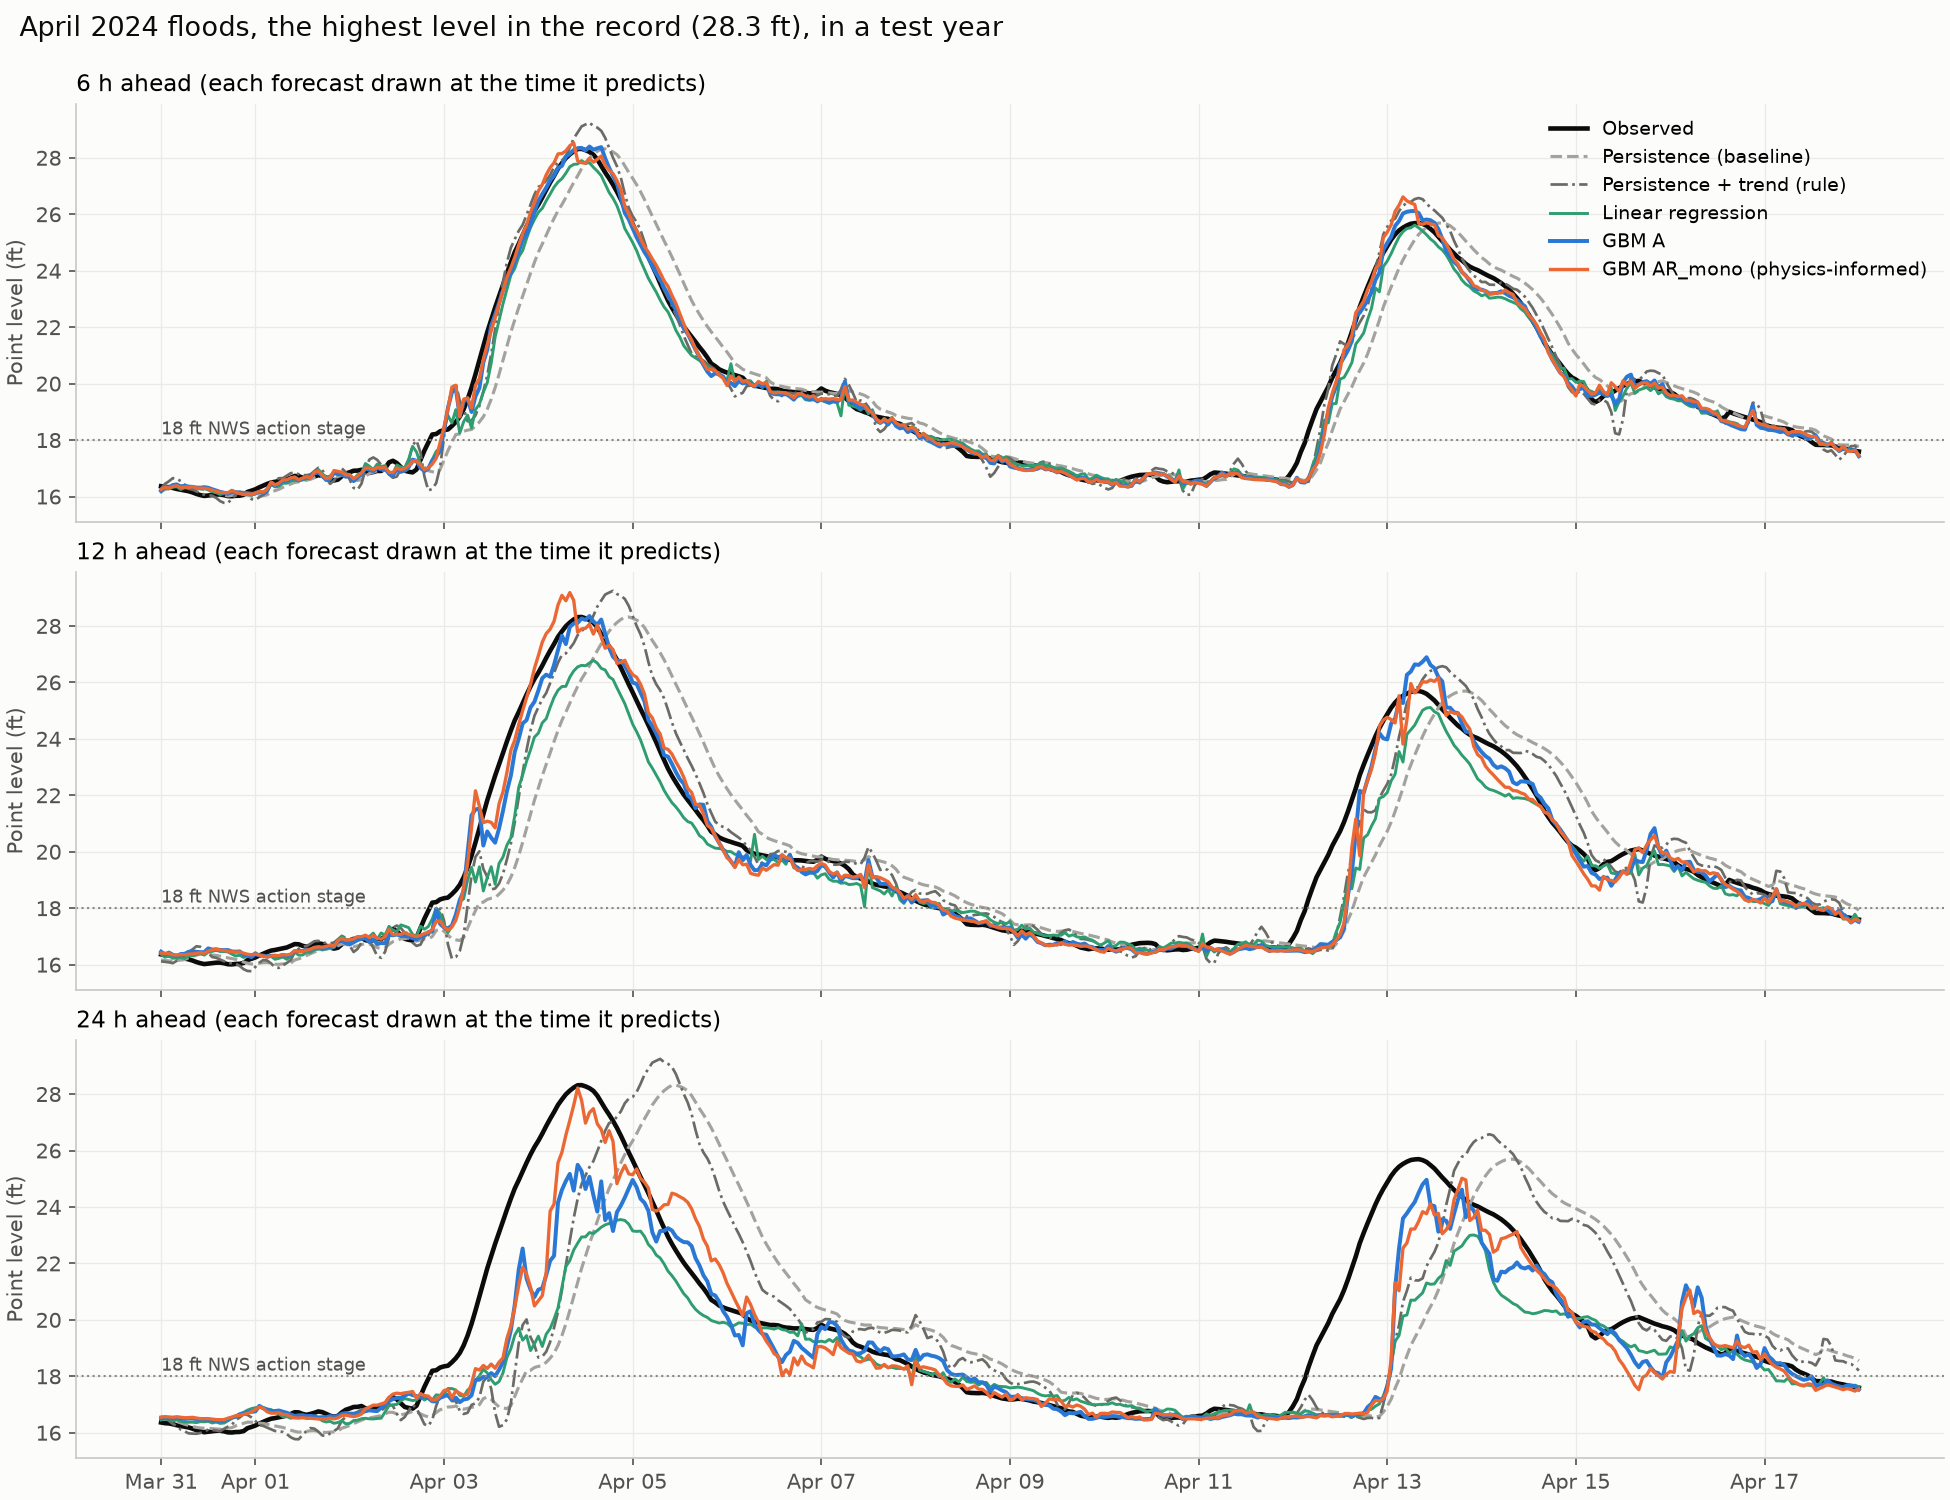 April 2024 floods, the highest level in the record (28.3 ft), in a test year
6 h ahead (each forecast drawn at the time it predicts)
Point level (ft)
28
26
24
22
20
18
16
18 ft NWS action stage
Observed
Persistence (baseline)
Persistence + trend (rule)
Linear regression
GBM A
GBM AR_mono (physics-informed)
12 h ahead (each forecast drawn at the time it predicts)
Point level (ft)
28
26
24
22
20
18
16
18 ft NWS action stage
24 h ahead (each forecast drawn at the time it predicts)
Point level (ft)
28
26
24
22
20
18
16
18 ft NWS action stage
Mar 31 Apr 01 Apr 03 Apr 05 Apr 07 Apr 09 Apr 11 Apr 13 Apr 15 Apr 17